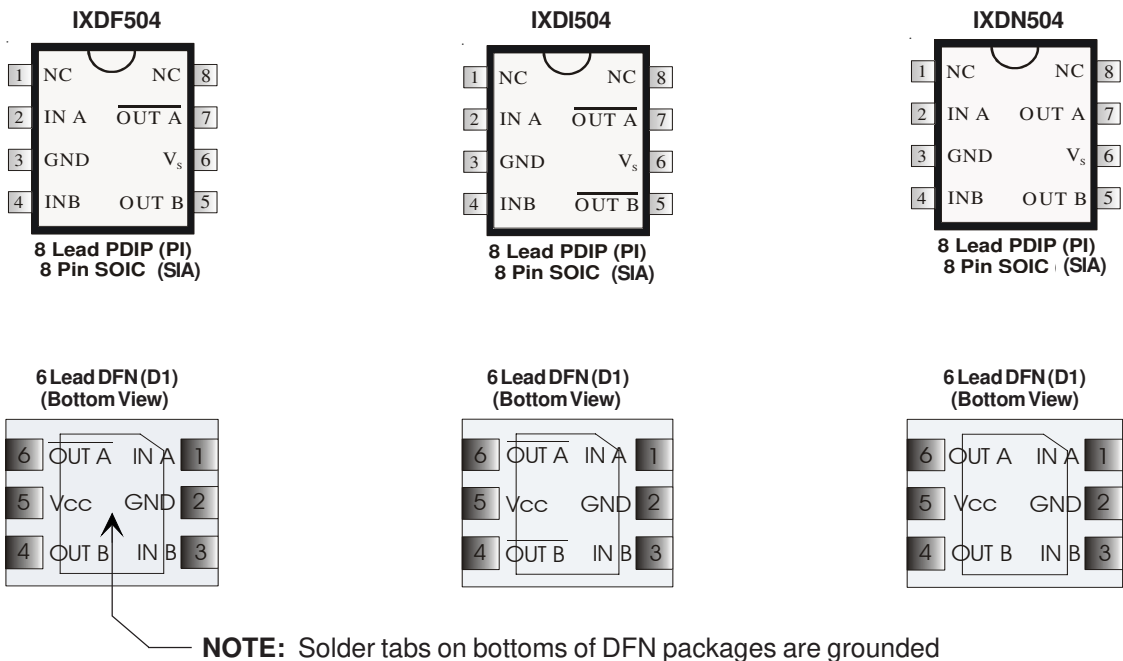 IXDF504 IXDI504 IXDN504
1 NC NC 8 1 NC NC 8 1 NC NC 8
2 IN A OUT A 7 2 IN A OUT A 7 2 IN A OUT A 7
3 GND Vs 6 3 GND Vs 6 3 GND Vs 6
4 INB OUT B 5 4 INB OUT B 5 4 INB OUT B 5
8 Lead PDIP (PI) 8 Lead PDIP (PI) 8 Lead PDIP (PI)
8 Pin SOIC (SIA) 8 Pin SOIC (SIA) 8 Pin SOIC (SIA)
6 Lead DFN (D1) 6 Lead DFN (D1) 6 Lead DFN (D1)
(Bottom View) (Bottom View) (Bottom View)
6 OUT A IN A 1 6 OUT A IN A 1 6 OUT A IN A 1
5 Vcc GND 2 5 Vcc GND 2 5 Vcc GND 2
4 OUT B IN B 3 4 OUT B IN B 3 4 OUT B IN B 3
NOTE: Solder tabs on bottoms of DFN packages are grounded